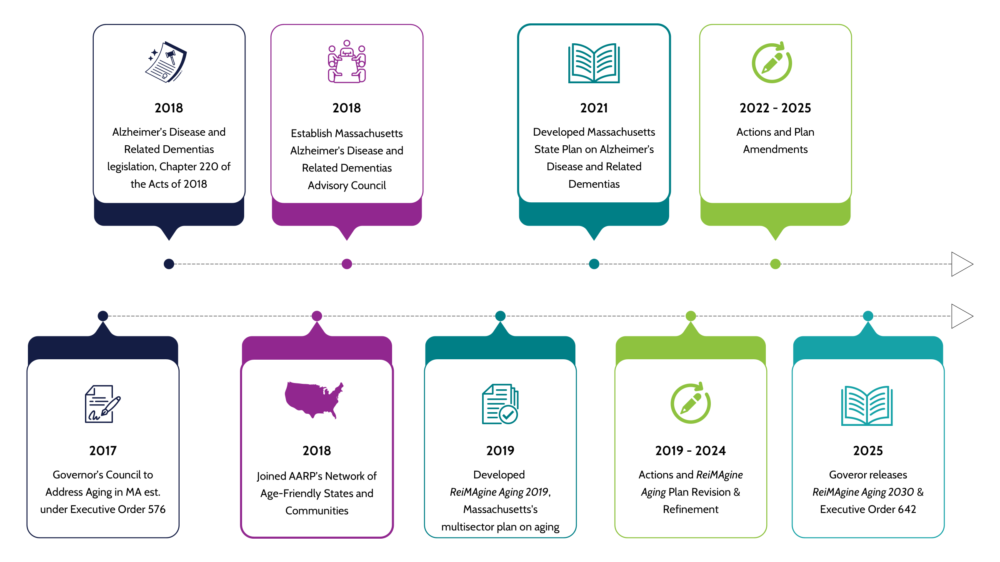 2018
Alzheimer’s Disease and
Related Dementias
legislation, Chapter 220 of
the Acts of 2018
2018
Establish Massachusetts
Alzheimer's Disease and
Related Dementias
Advisory Council
2021
Developed Massachusetts
State Plan on Alzheimer's
Disease and Related
Dementias
2022 - 2025
Actions and Plan
Amendments
2017
Governor’s Council to
Address Aging in MA est.
under Executive Order 576
2018
Joined AARP’s Network of
Age-Friendly States and
Communities
2019
Developed
ReiMAgine Aging 2019,
Massachusetts's
multisector plan on aging
2019 - 2024
Actions and ReiMAgine
Aging Plan Revision &
Refinement
2025
Goveror releases
ReiMAgine Aging 2030 &
Executive Order 642